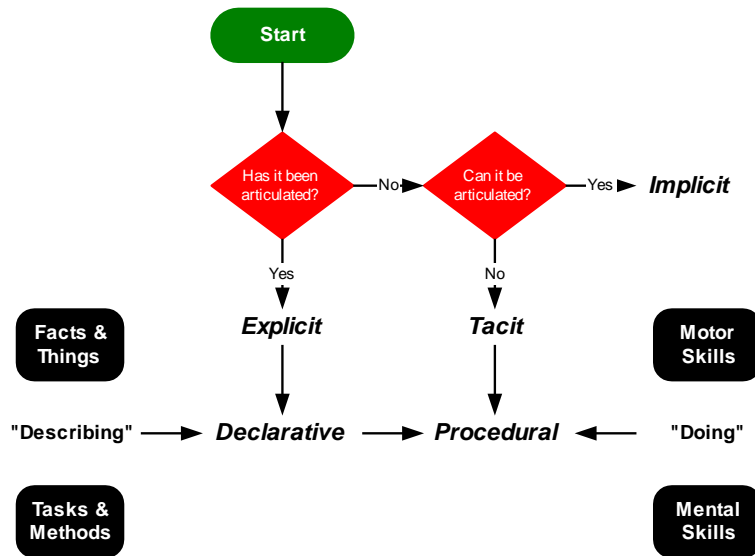 Start
Has it been
articulated?
No
Can it be
articulated?
Yes
Implicit
Yes
No
Facts &
Things
Explicit
Tacit
Motor
Skills
"Describing"
Declarative
Procedural
"Doing"
Tasks &
Methods
Mental
Skills